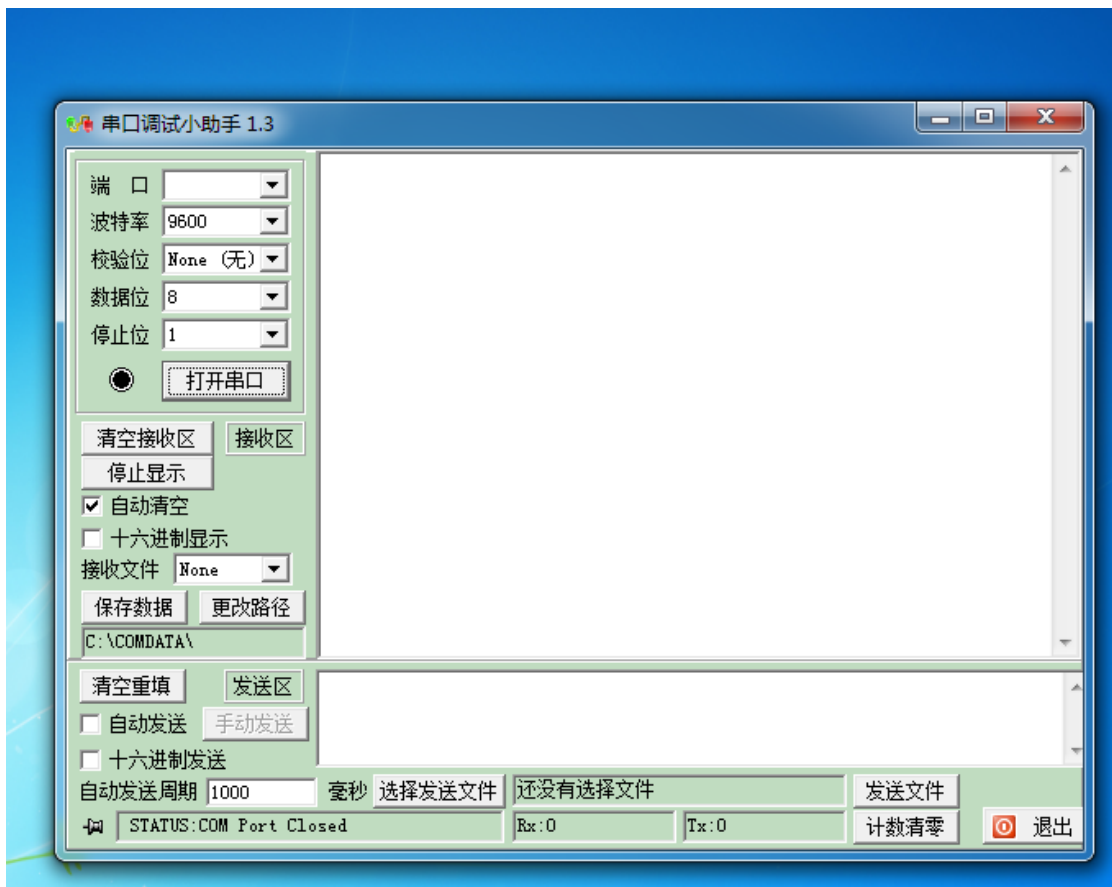 串口调试小助手 1.3
端 口
波特率 9600
校验位 None (无)
数据位 8
停止位 1
打开串口
清空接收区 接收区
停止显示
自动清空
十六进制显示
接收文件 None
保存数据 更改路径
C:\COMDATA\
清空重填 发送区
自动发送 手动发送
十六进制发送
自动发送周期 1000 毫秒 选择发送文件 还没有选择文件 发送文件
STATUS:COM Port Closed Rx:0 Tx:0 计数清零 退出